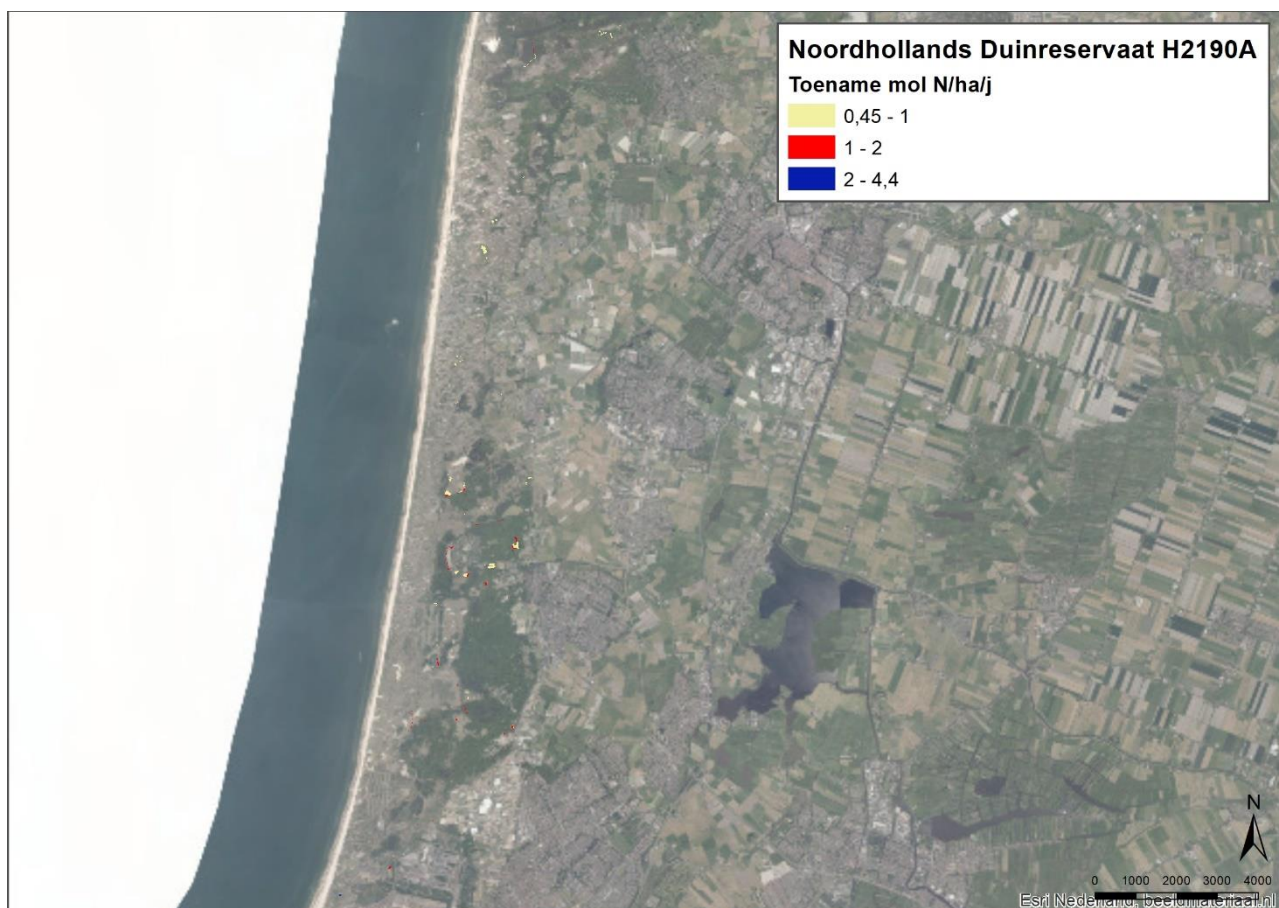 Noordhollands Duinreservaat H2190A
Toename mol N/ha/j
0,45 - 1
1 - 2
2 - 4,4
N
0 1000 2000 3000 4000
Esri Nederland, beeldmateriaal.nl